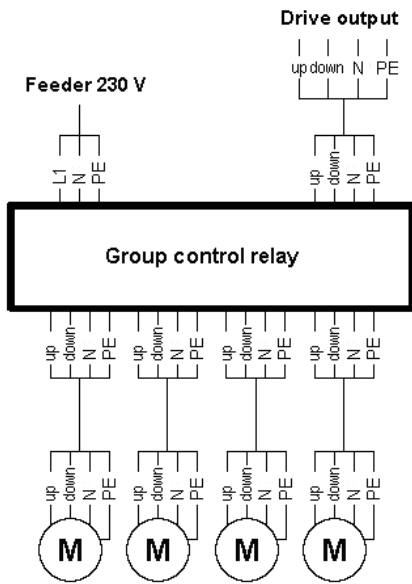 Drive output
up down N PE
Feeder 230 V
L1 N PE
up down N PE
Group control relay
up down N PE up down N PE up down N PE up down N PE
up down N PE up down N PE up down N PE up down N PE
M M M M